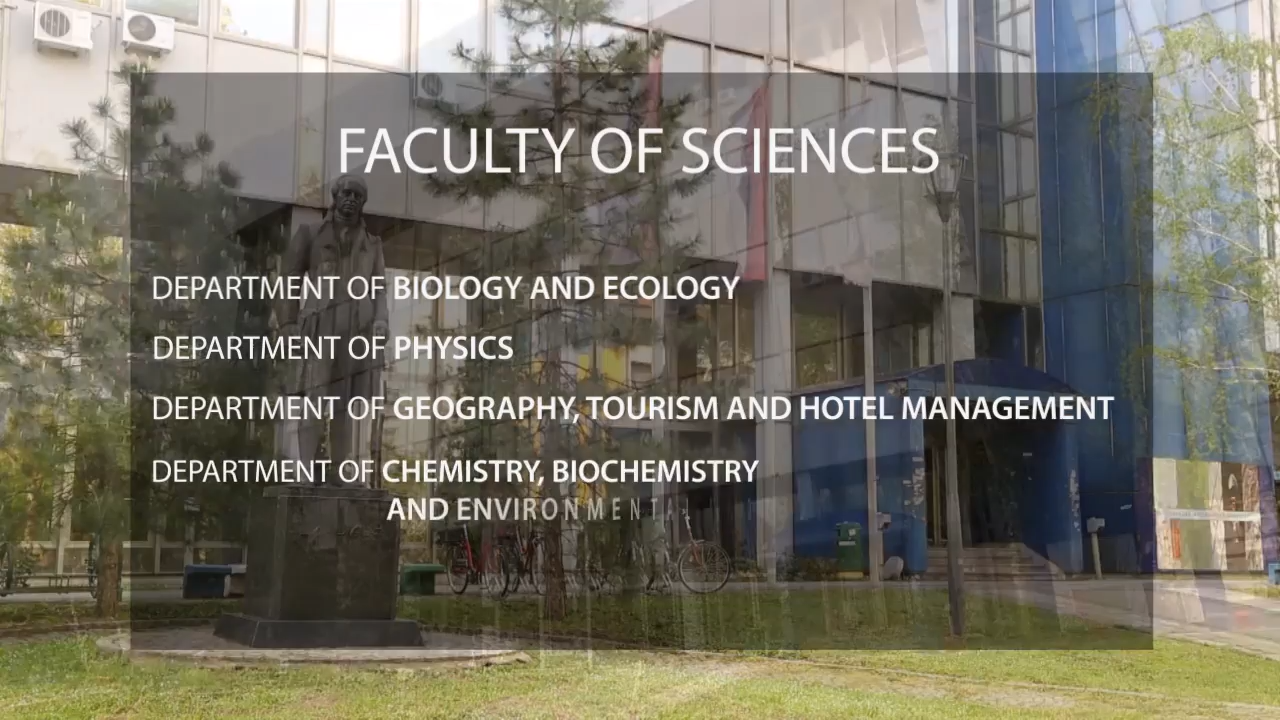 FACULTY OF SCIENCES
DEPARTMENT OF BIOLOGY AND ECOLOGY
DEPARTMENT OF PHYSICS
DEPARTMENT OF GEOGRAPHY, TOURISM AND HOTEL MANAGEMENT
DEPARTMENT OF CHEMISTRY, BIOCHEMISTRY
AND ENVIRONMENTA